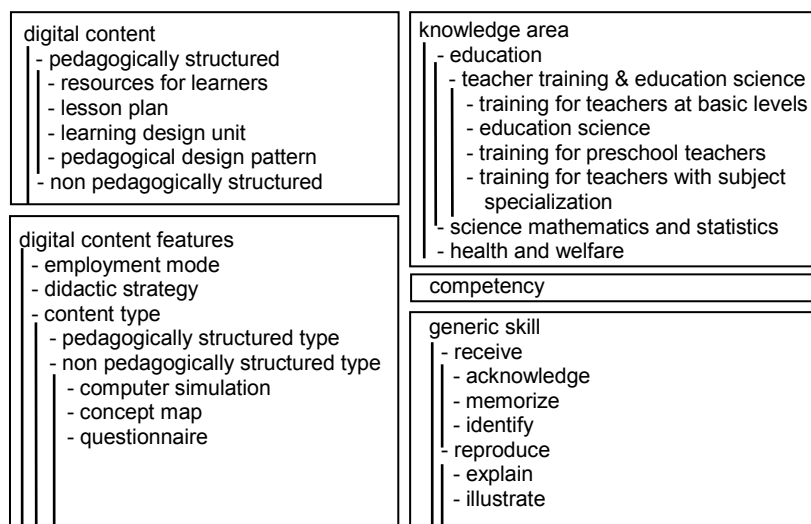 digital content
- pedagogically structured
- resources for learners
- lesson plan
- learning design unit
- pedagogical design pattern
- non pedagogically structured
digital content features
- employment mode
- didactic strategy
- content type
- pedagogically structured type
- non pedagogically structured type
- computer simulation
- concept map
- questionnaire
knowledge area
- education
- teacher training & education science
- training for teachers at basic levels
- education science
- training for preschool teachers
- training for teachers with subject
specialization
- science mathematics and statistics
- health and welfare
competency
generic skill
- receive
- acknowledge
- memorize
- identify
- reproduce
- explain
- illustrate